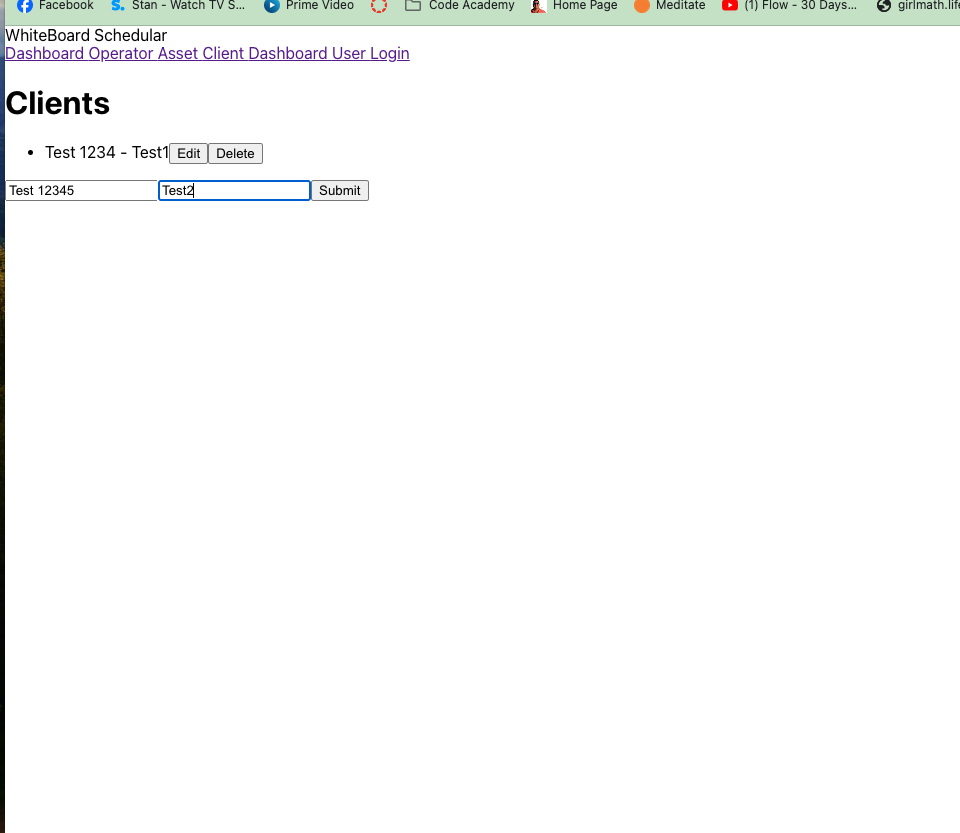 Facebook Stan - Watch TV S... Prime Video Code Academy Home Page Meditate (1) Flow - 30 Days... girlmath.life
WhiteBoard Schedular
Dashboard Operator Asset Client Dashboard User Login
Clients
• Test 1234 - Test1 Edit Delete
Test 12345 Test2 Submit